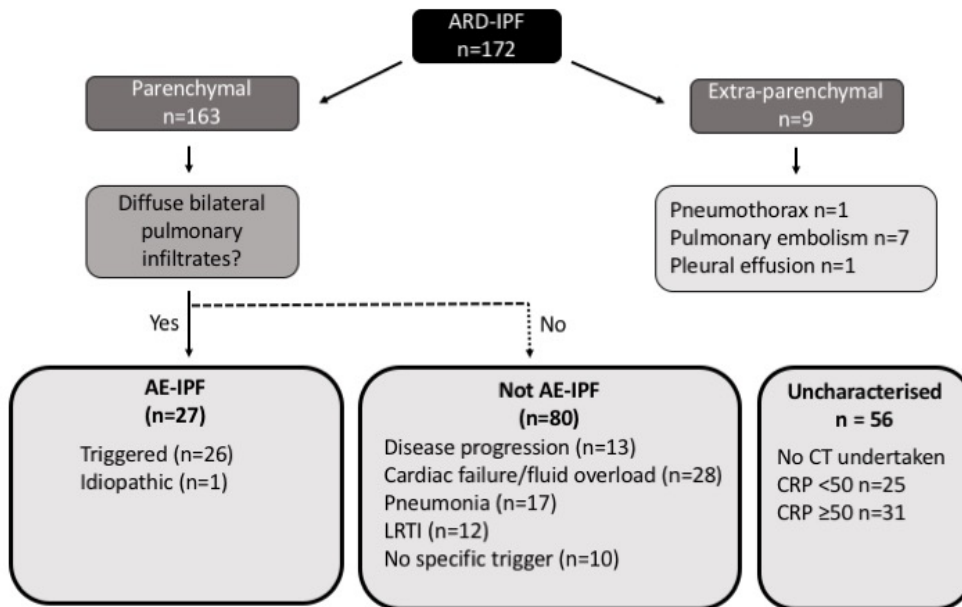 ARD-IPF
n=172
Parenchymal
n=163
Extra-parenchymal
n=9
Diffuse bilateral
pulmonary
infiltrates?
Pneumothorax n=1
Pulmonary embolism n=7
Pleural effusion n=1
Yes
No
AE-IPF
(n=27)
Triggered (n=26)
Idiopathic (n=1)
Not AE-IPF
(n=80)
Disease progression (n=13)
Cardiac failure/fluid overload (n=28)
Pneumonia (n=17)
LRTI (n=12)
No specific trigger (n=10)
Uncharacterised
n = 56
No CT undertaken
CRP <50 n=25
CRP ≥50 n=31